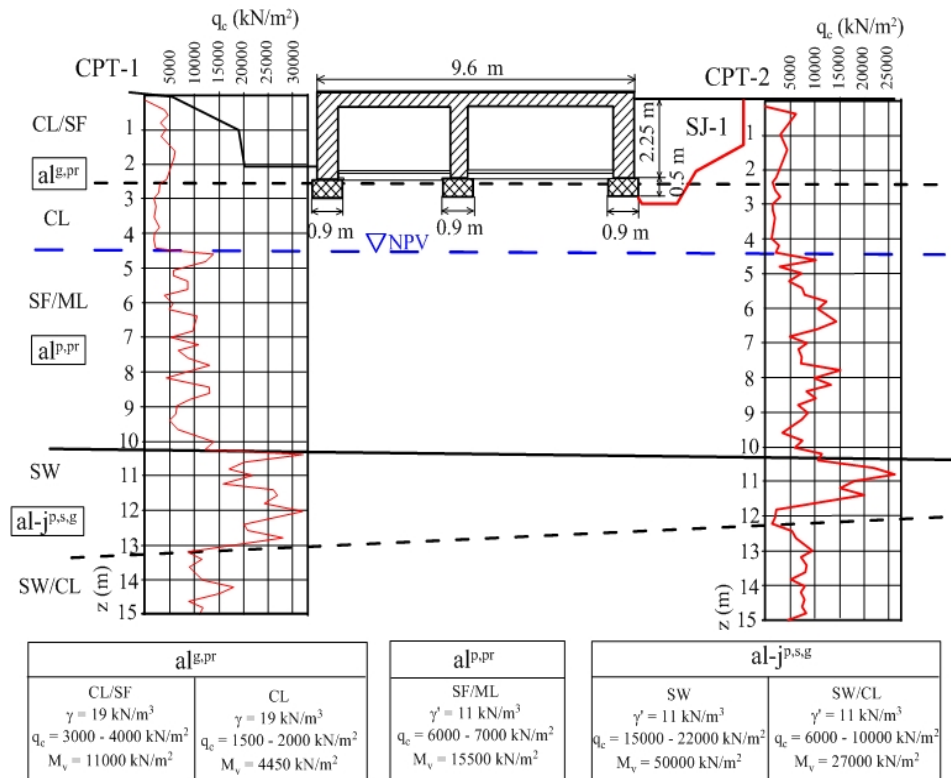 q_c (kN/m²)
5000
10000
15000
20000
25000
30000
CPT-1
9.6 m
q_c (kN/m²)
5000
10000
15000
20000
25000
CPT-2
CL/SF
al^g,pr
CL
SF/ML
al^p,pr
SW
al-j^p,s,g
SW/CL
1
2
3
4
5
6
7
8
9
10
11
12
13
14
15
z (m)
SJ-1
2.25 m
0.5 m
0.9 m
0.9 m
0.9 m
▽NPV
1
2
3
4
5
6
7
8
9
10
11
12
13
14
15
z (m)
al^g,pr
CL/SF
γ = 19 kN/m³
q_c = 3000 - 4000 kN/m²
M_v = 11000 kN/m²
CL
γ = 19 kN/m³
q_c = 1500 - 2000 kN/m²
M_v = 4450 kN/m²
al^p,pr
SF/ML
γ' = 11 kN/m³
q_c = 6000 - 7000 kN/m²
M_v = 15500 kN/m²
al-j^p,s,g
SW
γ' = 11 kN/m³
q_c = 15000 - 22000 kN/m²
M_v = 50000 kN/m²
SW/CL
γ' = 11 kN/m³
q_c = 6000 - 10000 kN/m²
M_v = 27000 kN/m²